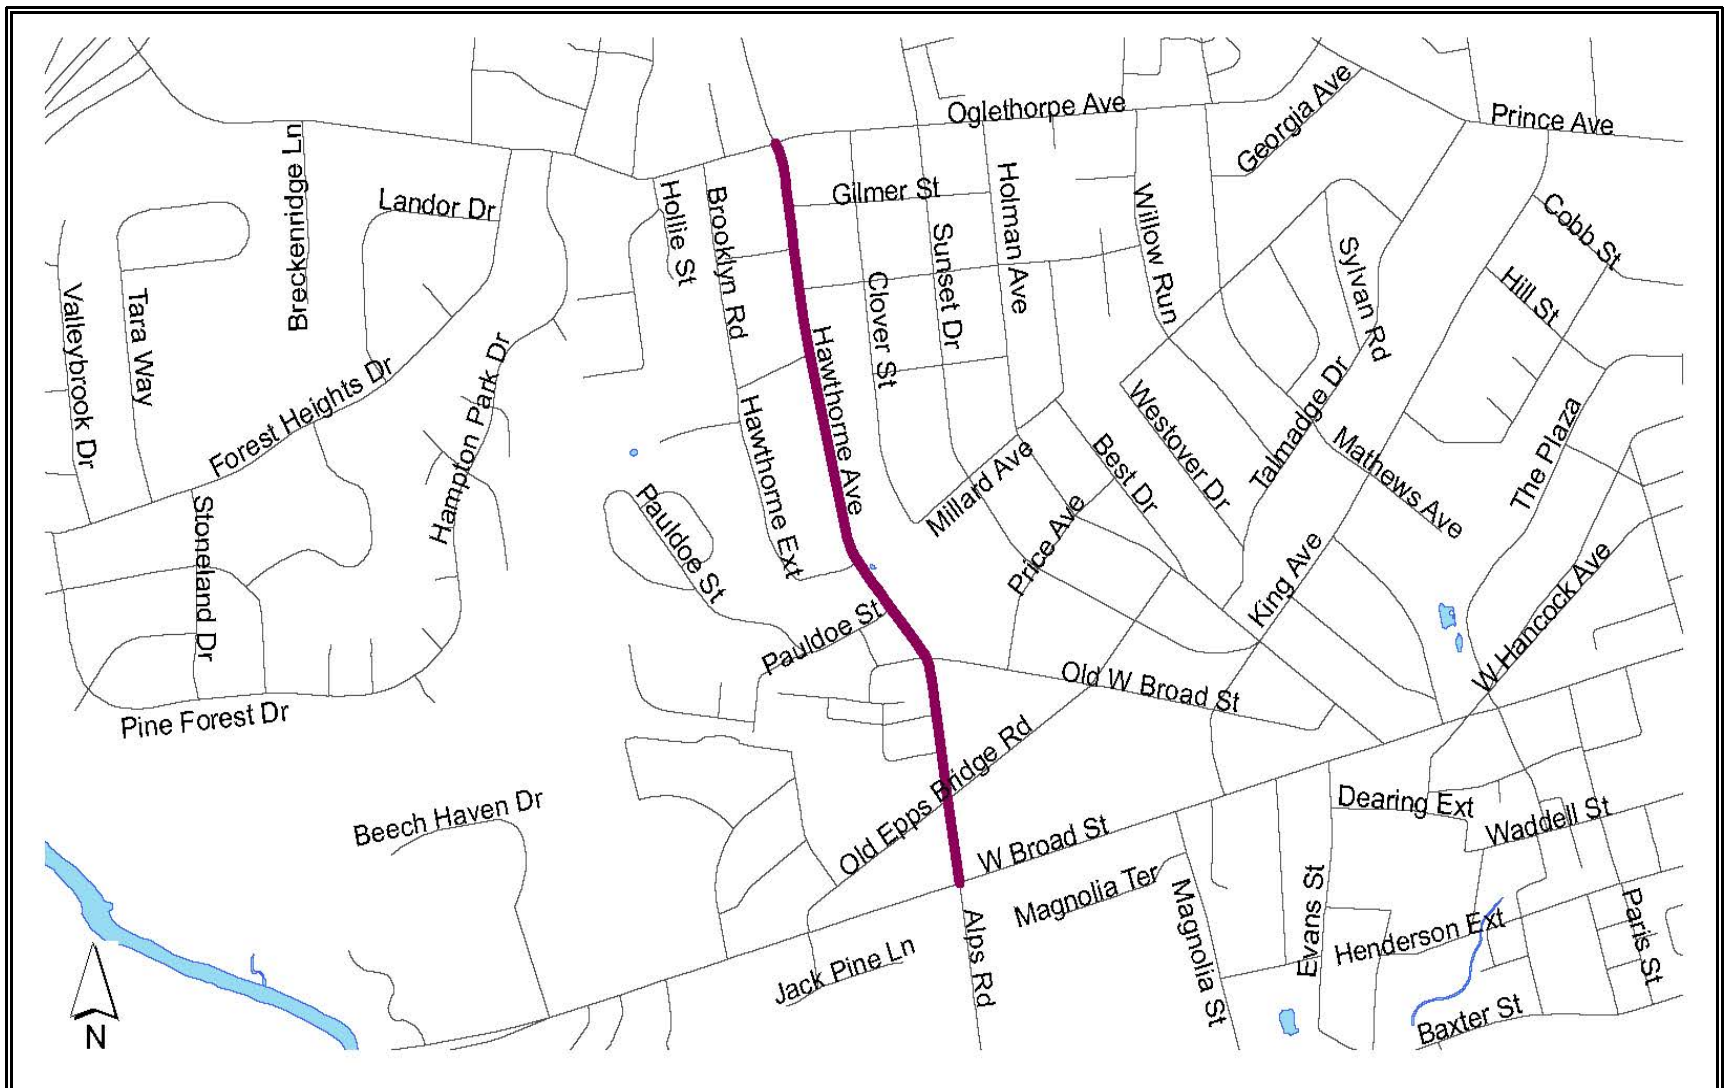 Oglethorpe Ave
Georgia Ave
Prince Ave
Breckenridge Ln
Landor Dr
Hollie St
Brooklyn Rd
Gilmer St
Holman Ave
Willow Run
Cobb St
Sunset Dr
Sylvan Rd
Hill St
Valleybrook Dr
Tara Way
Clover St
Hawthorne Ave
Forest Heights Dr
Hampton Park Dr
Hawthorne Ext
Millard Ave
Best Dr
Westover Dr
Talmadge Dr
Mathews Ave
The Plaza
Stoneland Dr
Pauldoe St
Price Ave
King Ave
W Hancock Ave
Pauldoe St
Old W Broad St
Pine Forest Dr
Old Epps Bridge Rd
Beech Haven Dr
W Broad St
Dearing Ext
Waddell St
Magnolia Ter
Magnolia St
Evans St
Henderson Ext
Paris St
Alps Rd
Jack Pine Ln
Baxter St
N